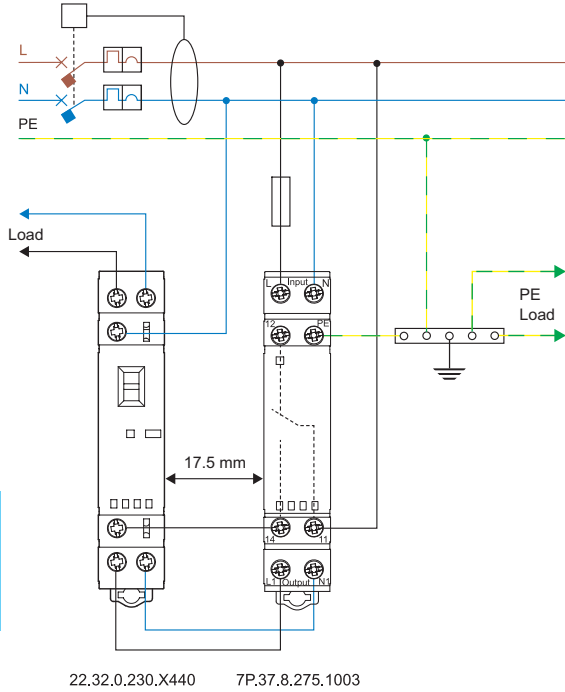 L
N
PE
Load
L Input N
12 PE
PE
Load
17.5 mm
14 11
L1 Output N1
22.32.0.230.X440 7P.37.8.275.1003